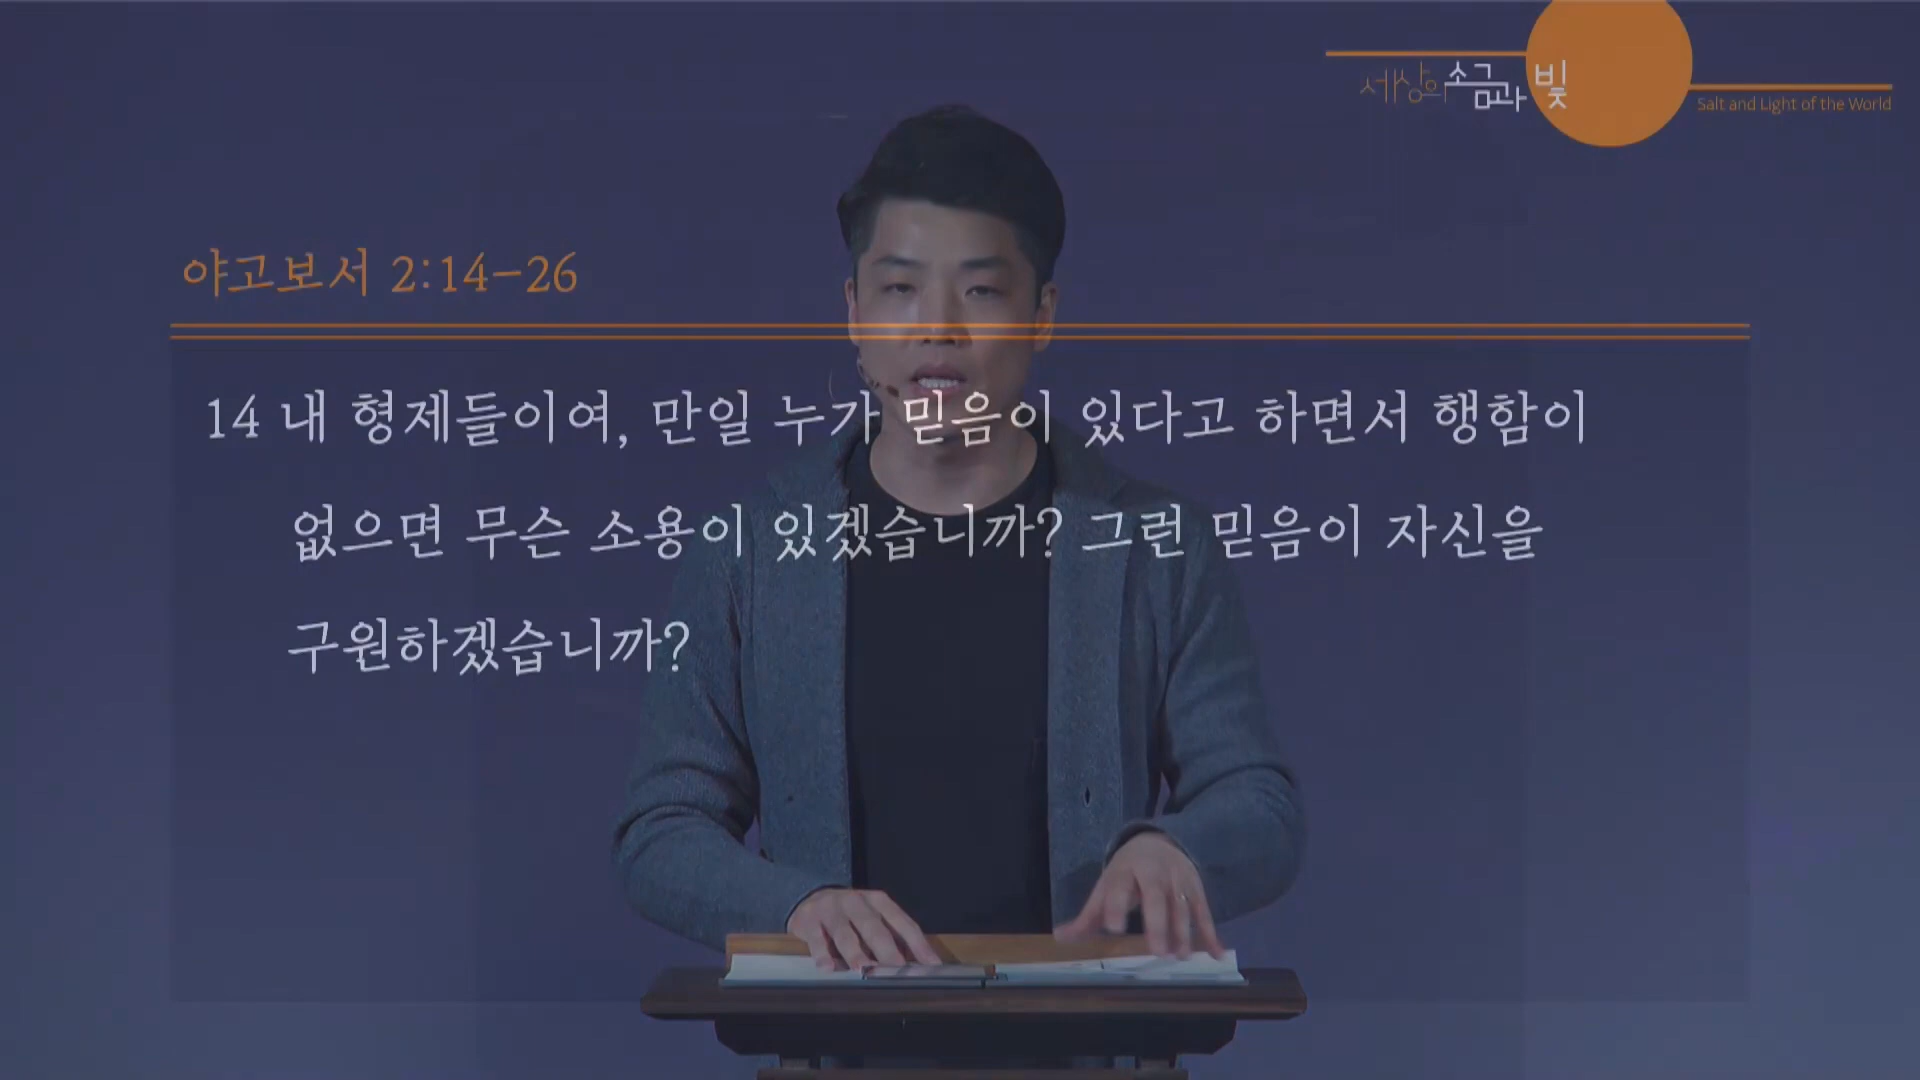 세상의 소금과 빛
Salt and Light of the World
야고보서 2:14-26
14 내 형제들이여, 만일 누가 믿음이 있다고 하면서 행함이
없으면 무슨 소용이 있겠습니까? 그런 믿음이 자신을
구원하겠습니까?